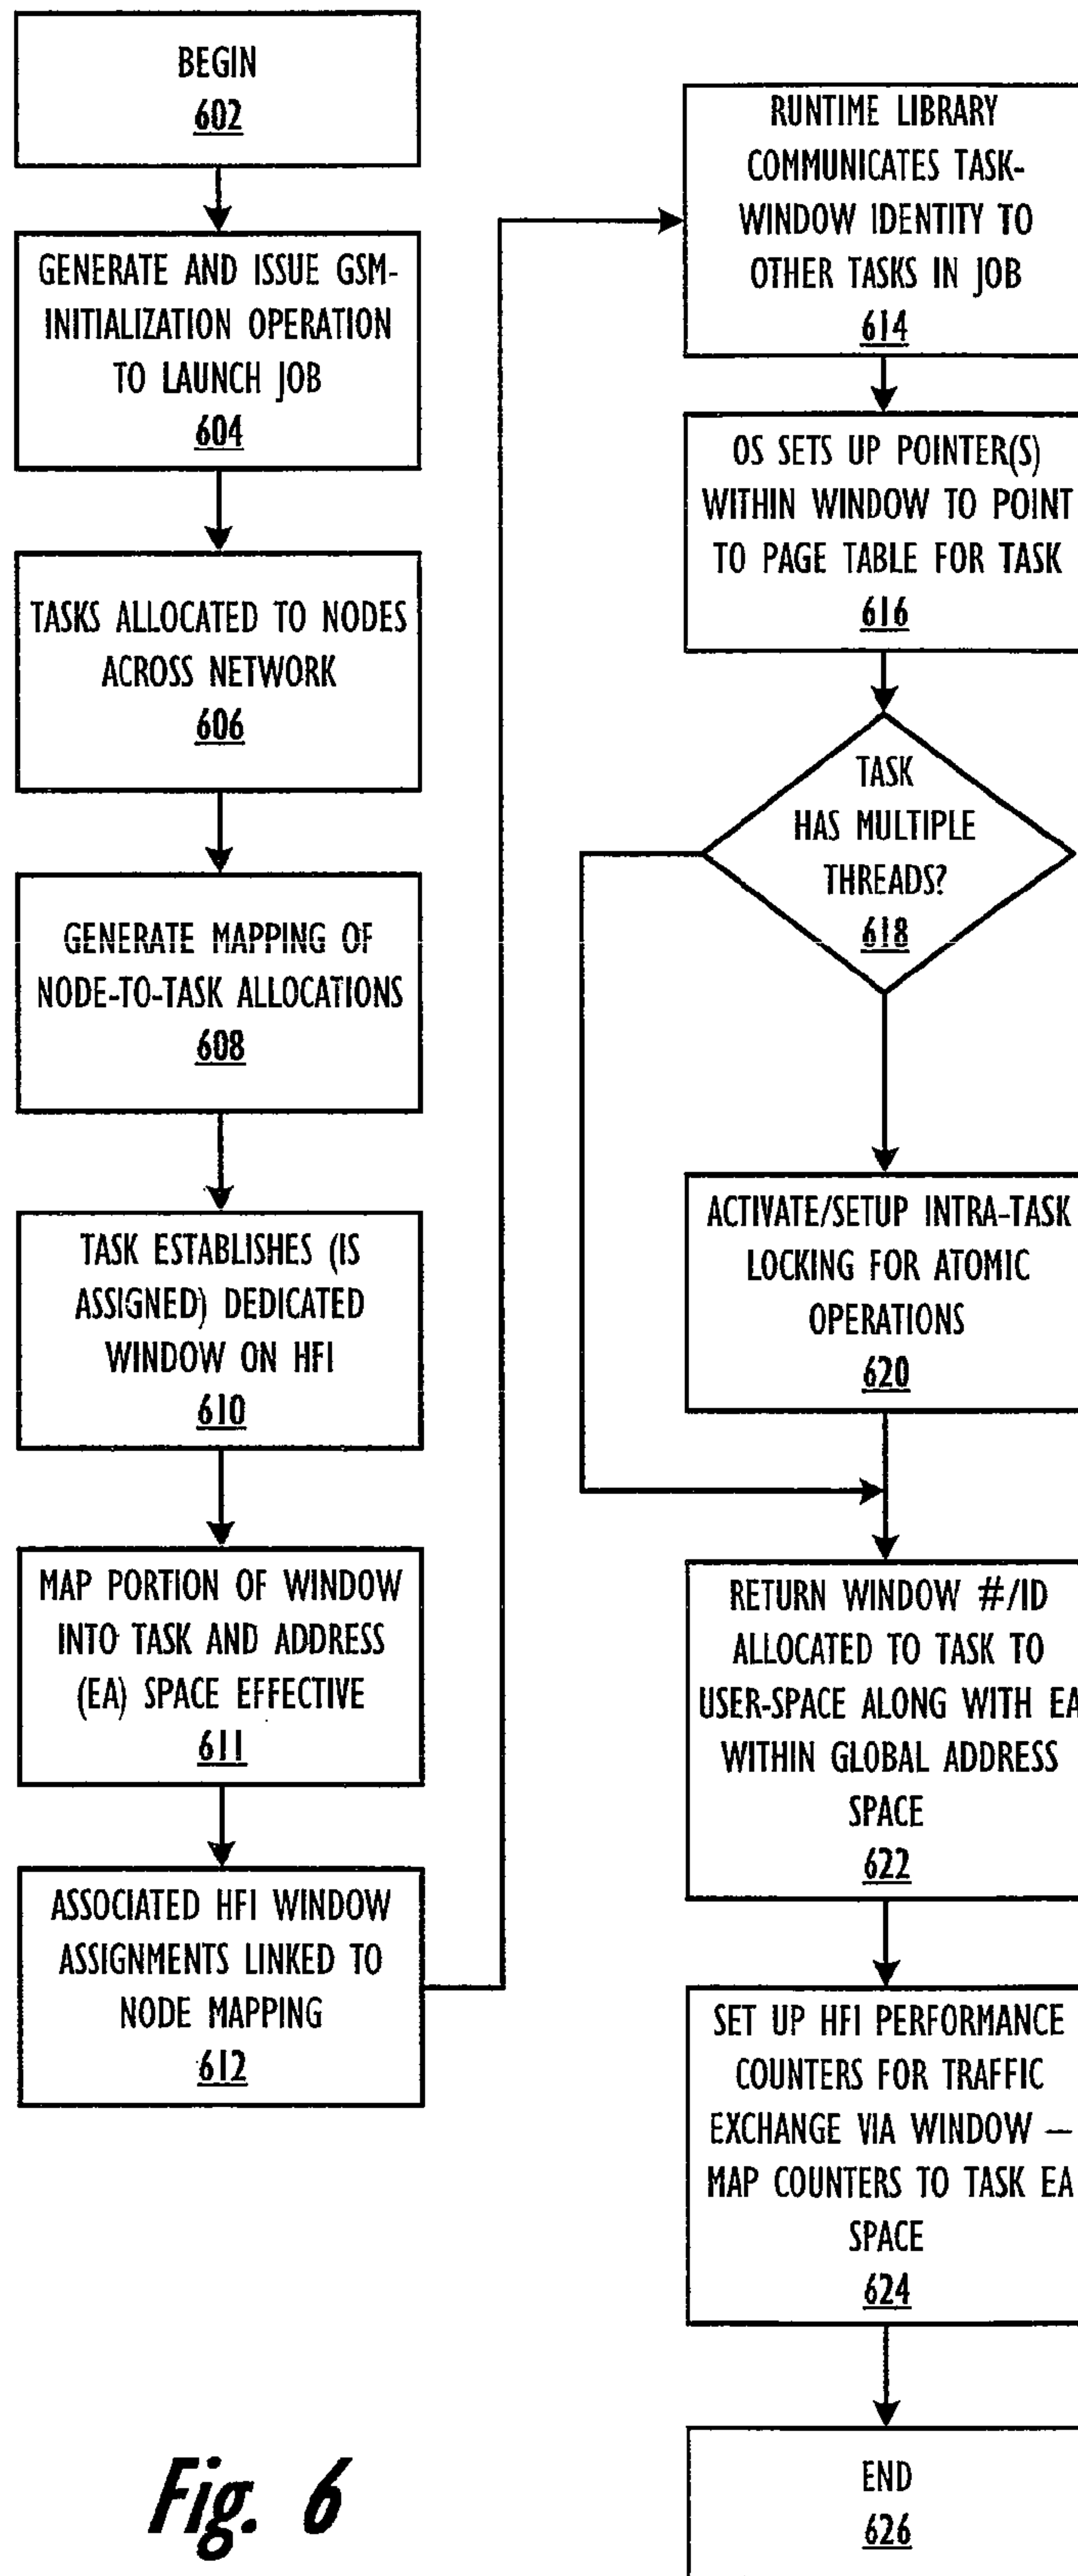 BEGIN
602
GENERATE AND ISSUE GSM-
INITIALIZATION OPERATION
TO LAUNCH JOB
604
TASKS ALLOCATED TO NODES
ACROSS NETWORK
606
GENERATE MAPPING OF
NODE-TO-TASK ALLOCATIONS
608
TASK ESTABLISHES (IS
ASSIGNED) DEDICATED
WINDOW ON HFI
610
MAP PORTION OF WINDOW
INTO TASK AND ADDRESS
(EA) SPACE EFFECTIVE
611
ASSOCIATED HFI WINDOW
ASSIGNMENTS LINKED TO
NODE MAPPING
612
RUNTIME LIBRARY
COMMUNICATES TASK-
WINDOW IDENTITY TO
OTHER TASKS IN JOB
614
OS SETS UP POINTER(S)
WITHIN WINDOW TO POINT
TO PAGE TABLE FOR TASK
616
TASK
HAS MULTIPLE
THREADS?
618
ACTIVATE/SETUP INTRA-TASK
LOCKING FOR ATOMIC
OPERATIONS
620
RETURN WINDOW #/ID
ALLOCATED TO TASK TO
USER-SPACE ALONG WITH EA
WITHIN GLOBAL ADDRESS
SPACE
622
SET UP HFI PERFORMANCE
COUNTERS FOR TRAFFIC
EXCHANGE VIA WINDOW —
MAP COUNTERS TO TASK EA
SPACE
624
END
626
Fig. 6